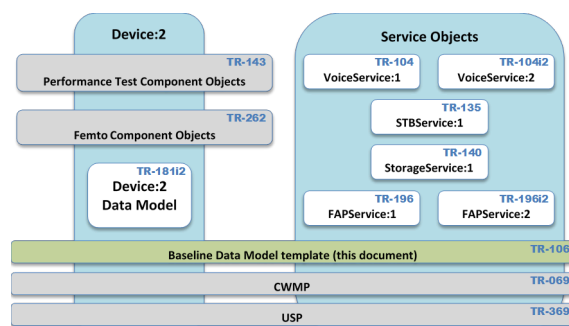 Device:2
Service Objects
TR-143
Performance Test Component Objects
TR-104
VoiceService:1
TR-104i2
VoiceService:2
TR-262
Femto Component Objects
TR-135
STBService:1
TR-140
StorageService:1
TR-181i2
Device:2
Data Model
TR-196
FAPService:1
TR-196i2
FAPService:2
TR-106
Baseline Data Model template (this document)
TR-069
CWMP
TR-369
USP